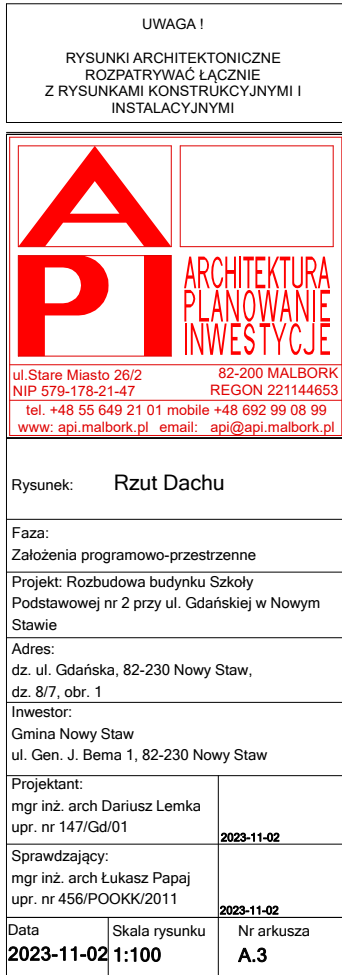 UWAGA !
RYSUNKI ARCHITEKTONICZNE
ROZPATRYWAĆ ŁĄCZNIE
Z RYSUNKAMI KONSTRUKCYJNYMI I
INSTALACYJNYMI
A
PI
ARCHITEKTURA
PLANOWANIE
INWESTYCJE
ul.Stare Miasto 26/2 82-200 MALBORK
NIP 579-178-21-47 REGON 221144653
tel. +48 55 649 21 01 mobile +48 692 99 08 99
www: api.malbork.pl email: api@api.malbork.pl
Rysunek: Rzut Dachu
Faza:
Założenia programowo-przestrzenne
Projekt: Rozbudowa budynku Szkoły
Podstawowej nr 2 przy ul. Gdańskiej w Nowym
Stawie
Adres:
dz. ul. Gdańska, 82-230 Nowy Staw,
dz. 8/7, obr. 1
Inwestor:
Gmina Nowy Staw
ul. Gen. J. Bema 1, 82-230 Nowy Staw
Projektant:
mgr inż. arch Dariusz Lemka
upr. nr 147/Gd/01
2023-11-02
Sprawdzający:
mgr inż. arch Łukasz Papaj
upr. nr 456/POOKK/2011
2023-11-02
Data Skala rysunku Nr arkusza
2023-11-02 1:100 A.3